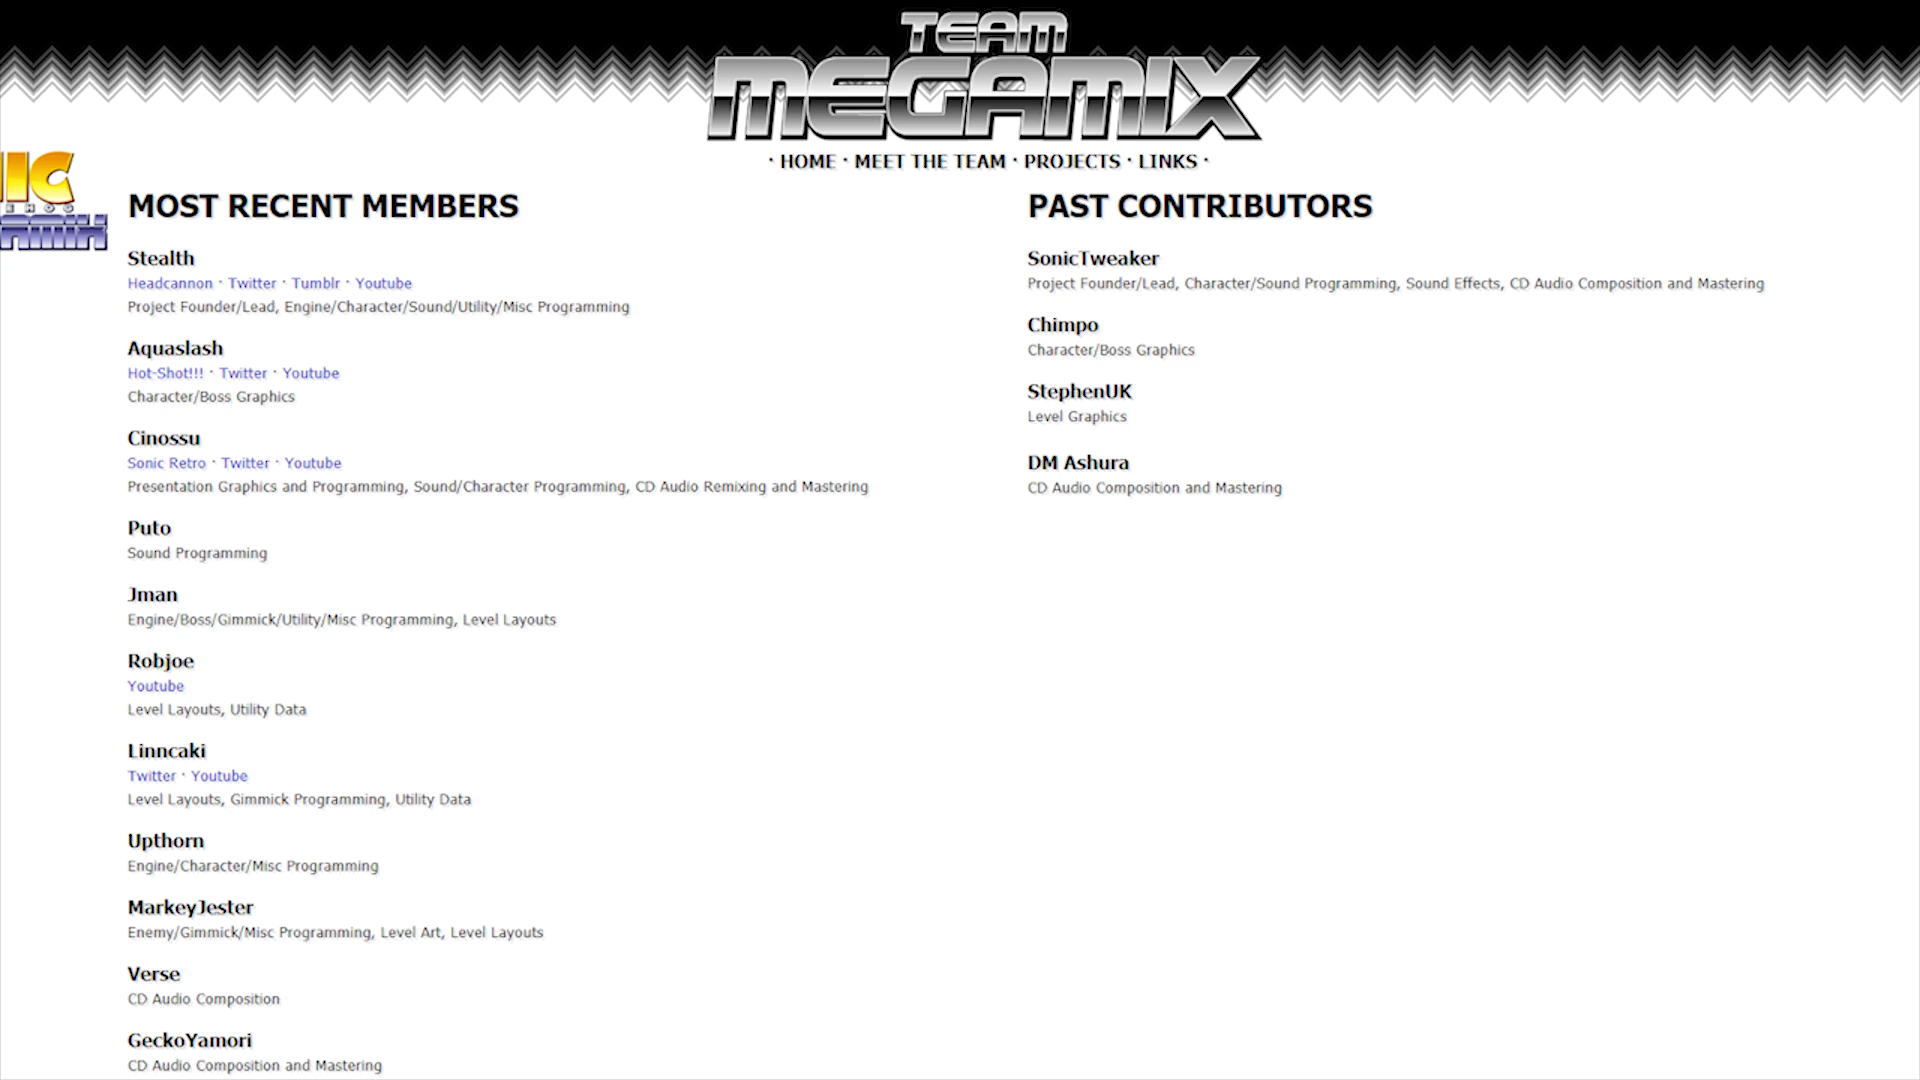 TEAM
MEGAMIX
· HOME · MEET THE TEAM · PROJECTS · LINKS ·
IC
MOST RECENT MEMBERS
Stealth
Headcannon · Twitter · Tumblr · Youtube
Project Founder/Lead, Engine/Character/Sound/Utility/Misc Programming
Aquaslash
Hot-Shot!!! · Twitter · Youtube
Character/Boss Graphics
Cinossu
Sonic Retro · Twitter · Youtube
Presentation Graphics and Programming, Sound/Character Programming, CD Audio Remixing and Mastering
Puto
Sound Programming
Jman
Engine/Boss/Gimmick/Utility/Misc Programming, Level Layouts
Robjoe
Youtube
Level Layouts, Utility Data
Linncaki
Twitter · Youtube
Level Layouts, Gimmick Programming, Utility Data
Upthorn
Engine/Character/Misc Programming
MarkeyJester
Enemy/Gimmick/Misc Programming, Level Art, Level Layouts
Verse
CD Audio Composition
GeckoYamori
CD Audio Composition and Mastering
PAST CONTRIBUTORS
SonicTweaker
Project Founder/Lead, Character/Sound Programming, Sound Effects, CD Audio Composition and Mastering
Chimpo
Character/Boss Graphics
StephenUK
Level Graphics
DM Ashura
CD Audio Composition and Mastering